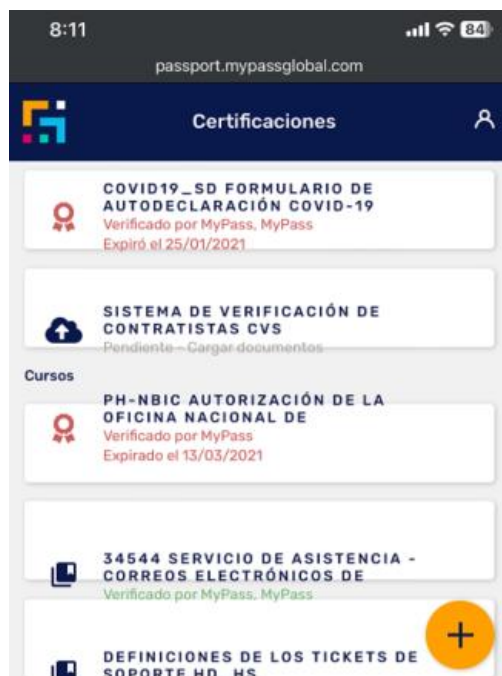 8:11
84
passport.mypassglobal.com
Certificaciones
COVID19_SD FORMULARIO DE
AUTODECLARACIÓN COVID-19
Verificado por MyPass, MyPass
Expiró el 25/01/2021
SISTEMA DE VERIFICACIÓN DE
CONTRATISTAS CVS
Pendiente - Cargar documentos
Cursos
PH-NBIC AUTORIZACIÓN DE LA
OFICINA NACIONAL DE
Verificado por MyPass
Expirado el 13/03/2021
34544 SERVICIO DE ASISTENCIA -
CORREOS ELECTRÓNICOS DE
Verificado por MyPass, MyPass
DEFINICIONES DE LOS TICKETS DE
SOPORTE HD_HS